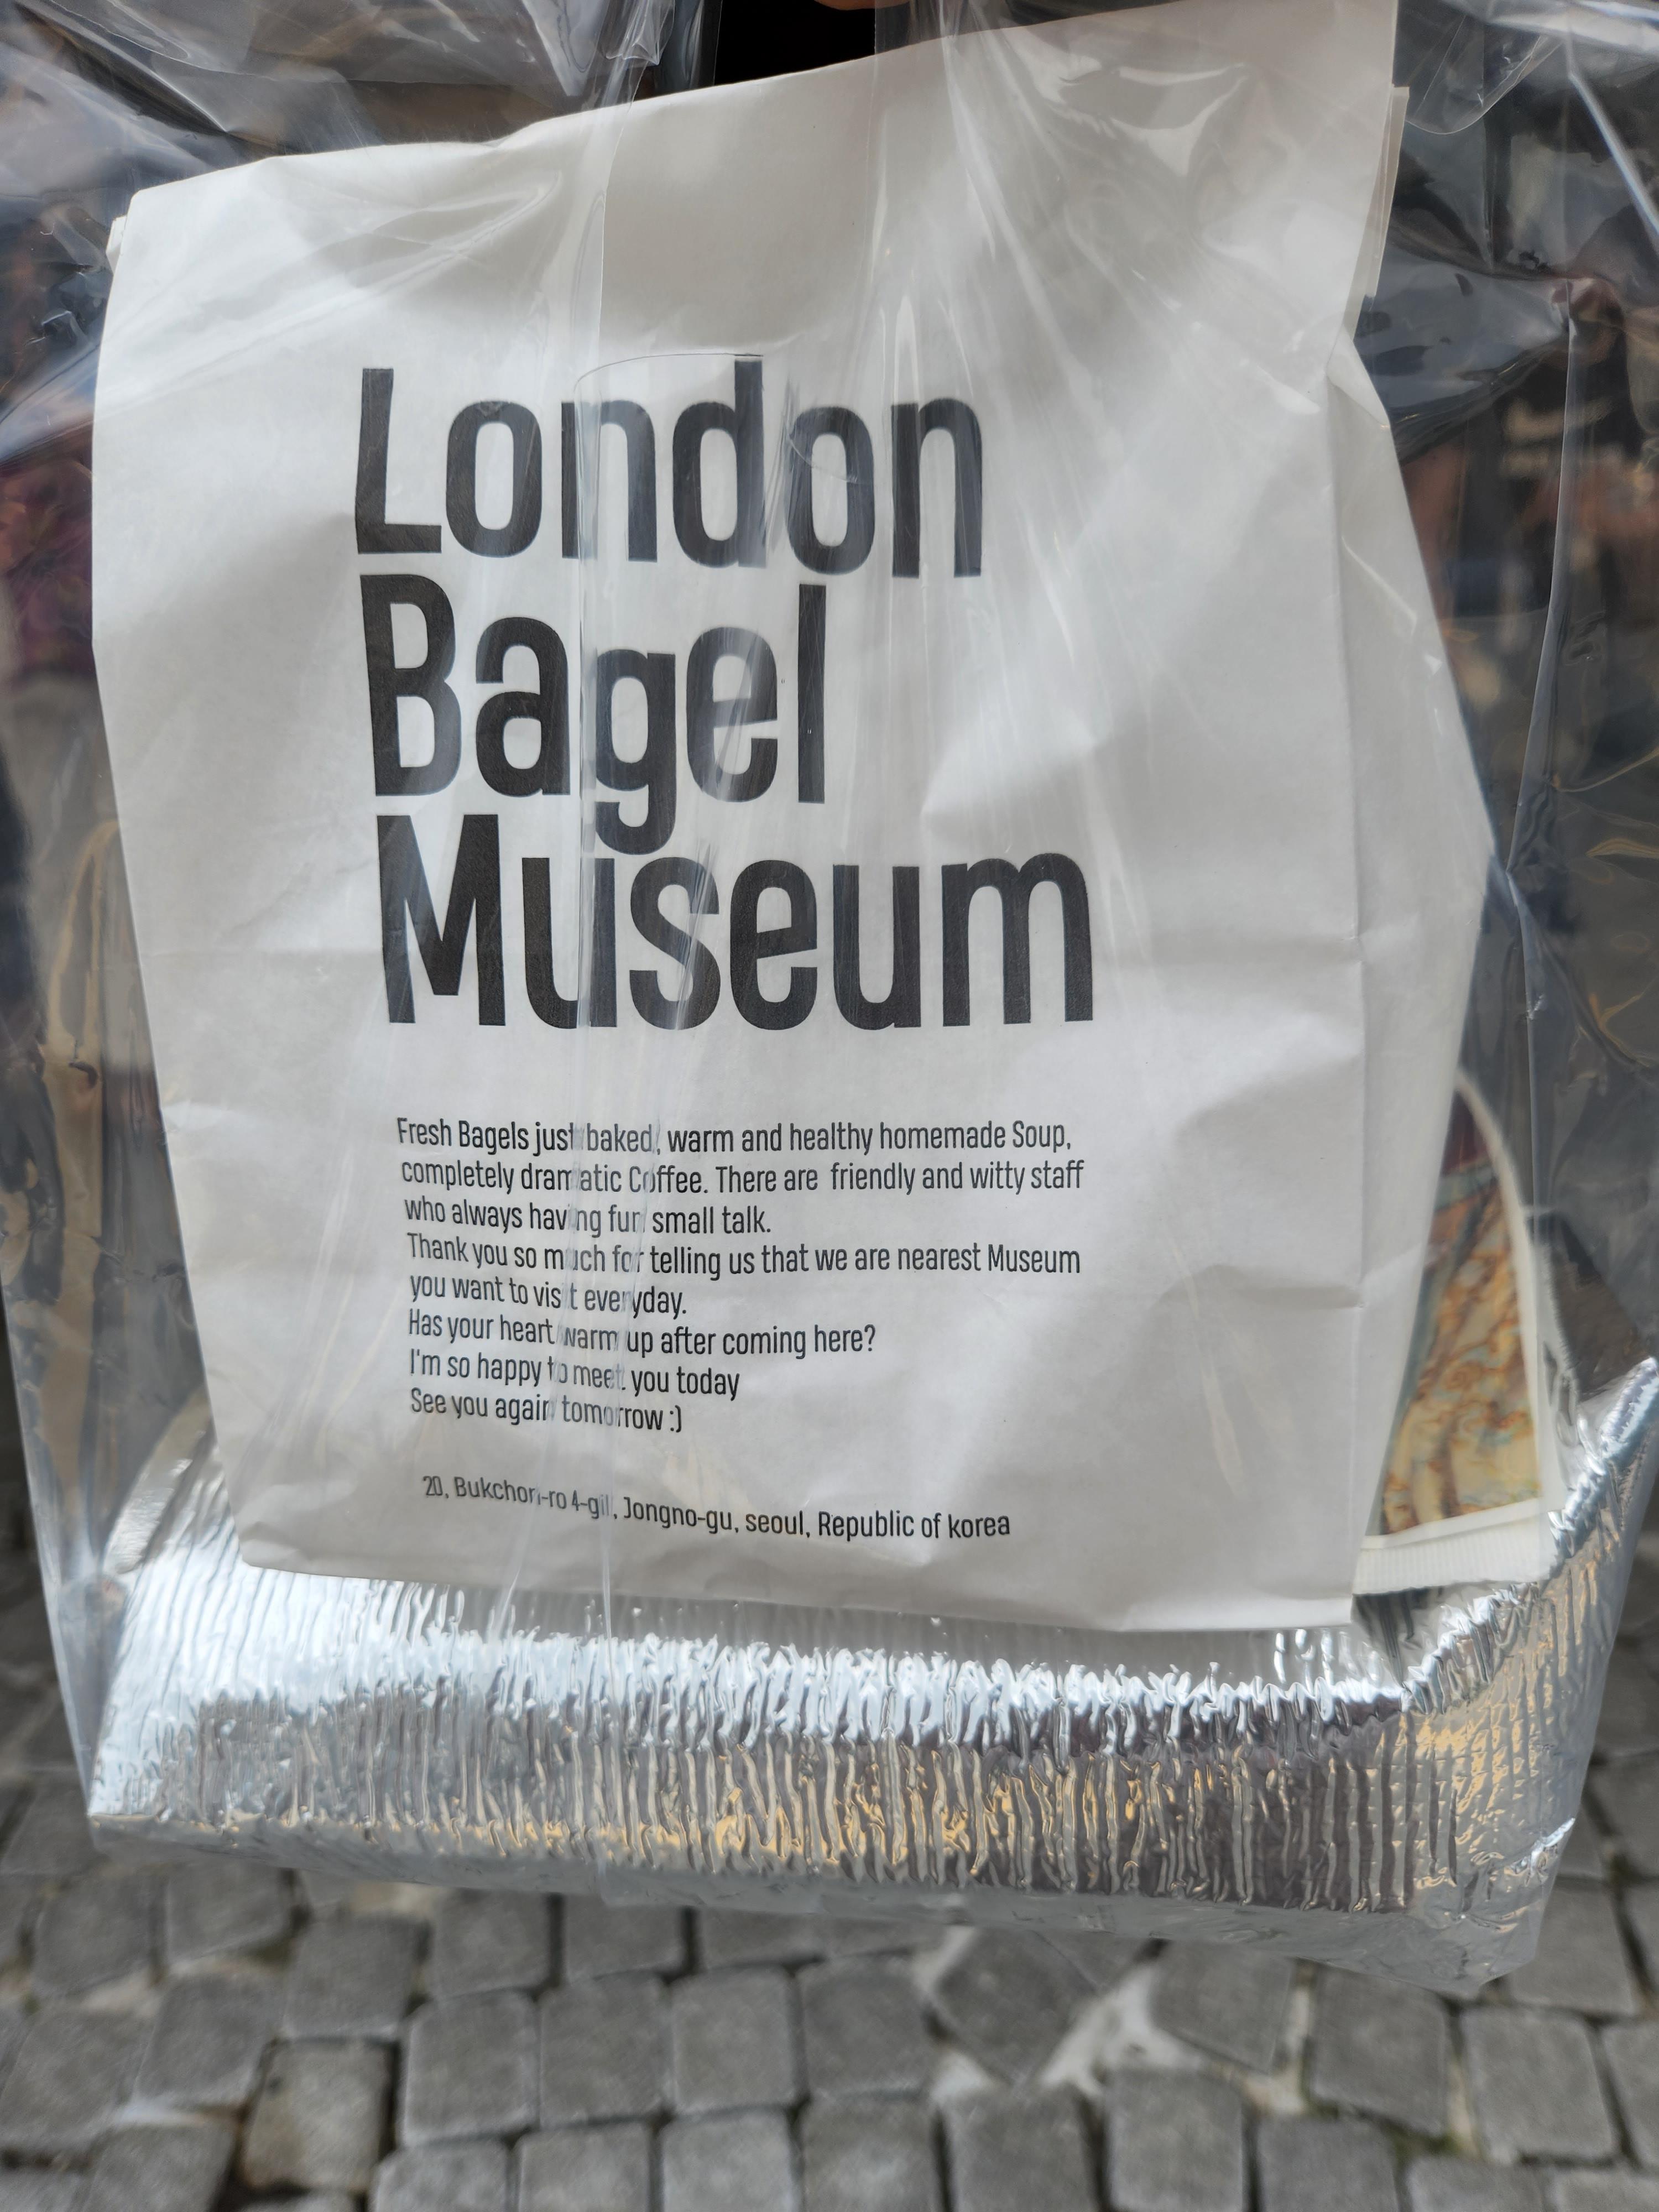 London
Bagel
Museum
Fresh Bagels just baked, warm and healthy homemade Soup,
completely dramatic Coffee. There are friendly and witty staff
who always having fun small talk.
Thank you so much for telling us that we are nearest Museum
you want to visit everyday.
Has your heart warm up after coming here?
I'm so happy to meet you today
See you again tomorrow :)
20, Bukchon-ro 4-gil, Jongno-gu, seoul, Republic of korea